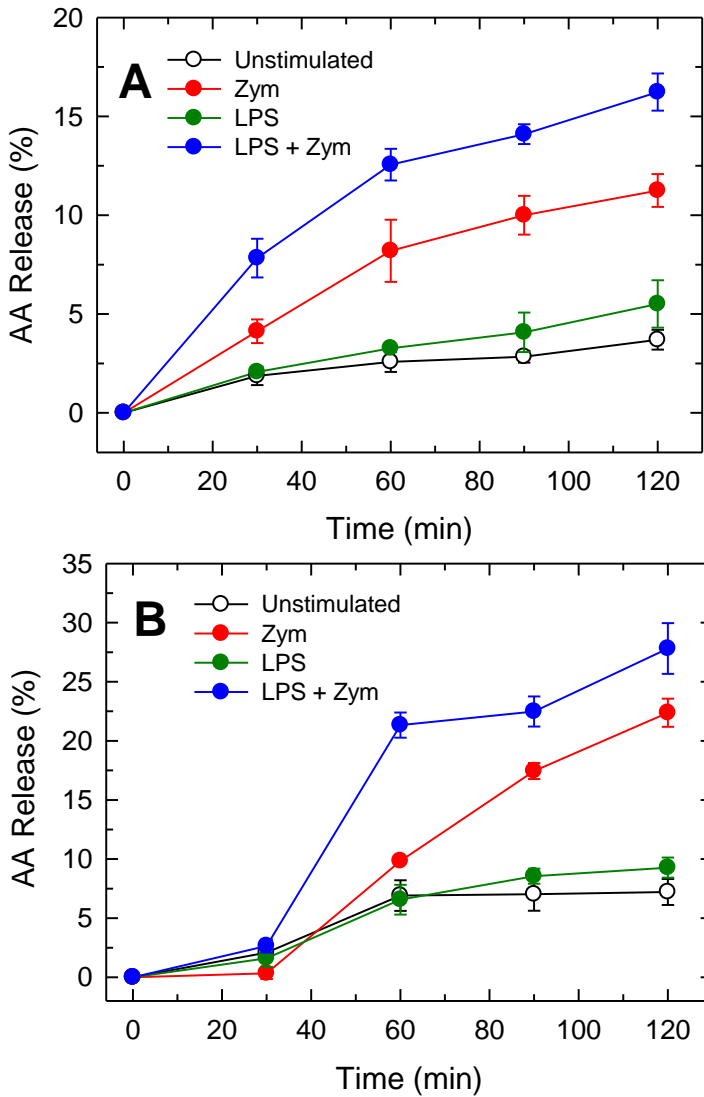 20
15
10
5
0
AA Release (%)
A
Unstimulated
Zym
LPS
LPS + Zym
0 20 40 60 80 100 120
Time (min)
35
30
25
20
15
10
5
0
AA Release (%)
B
Unstimulated
Zym
LPS
LPS + Zym
0 20 40 60 80 100 120
Time (min)